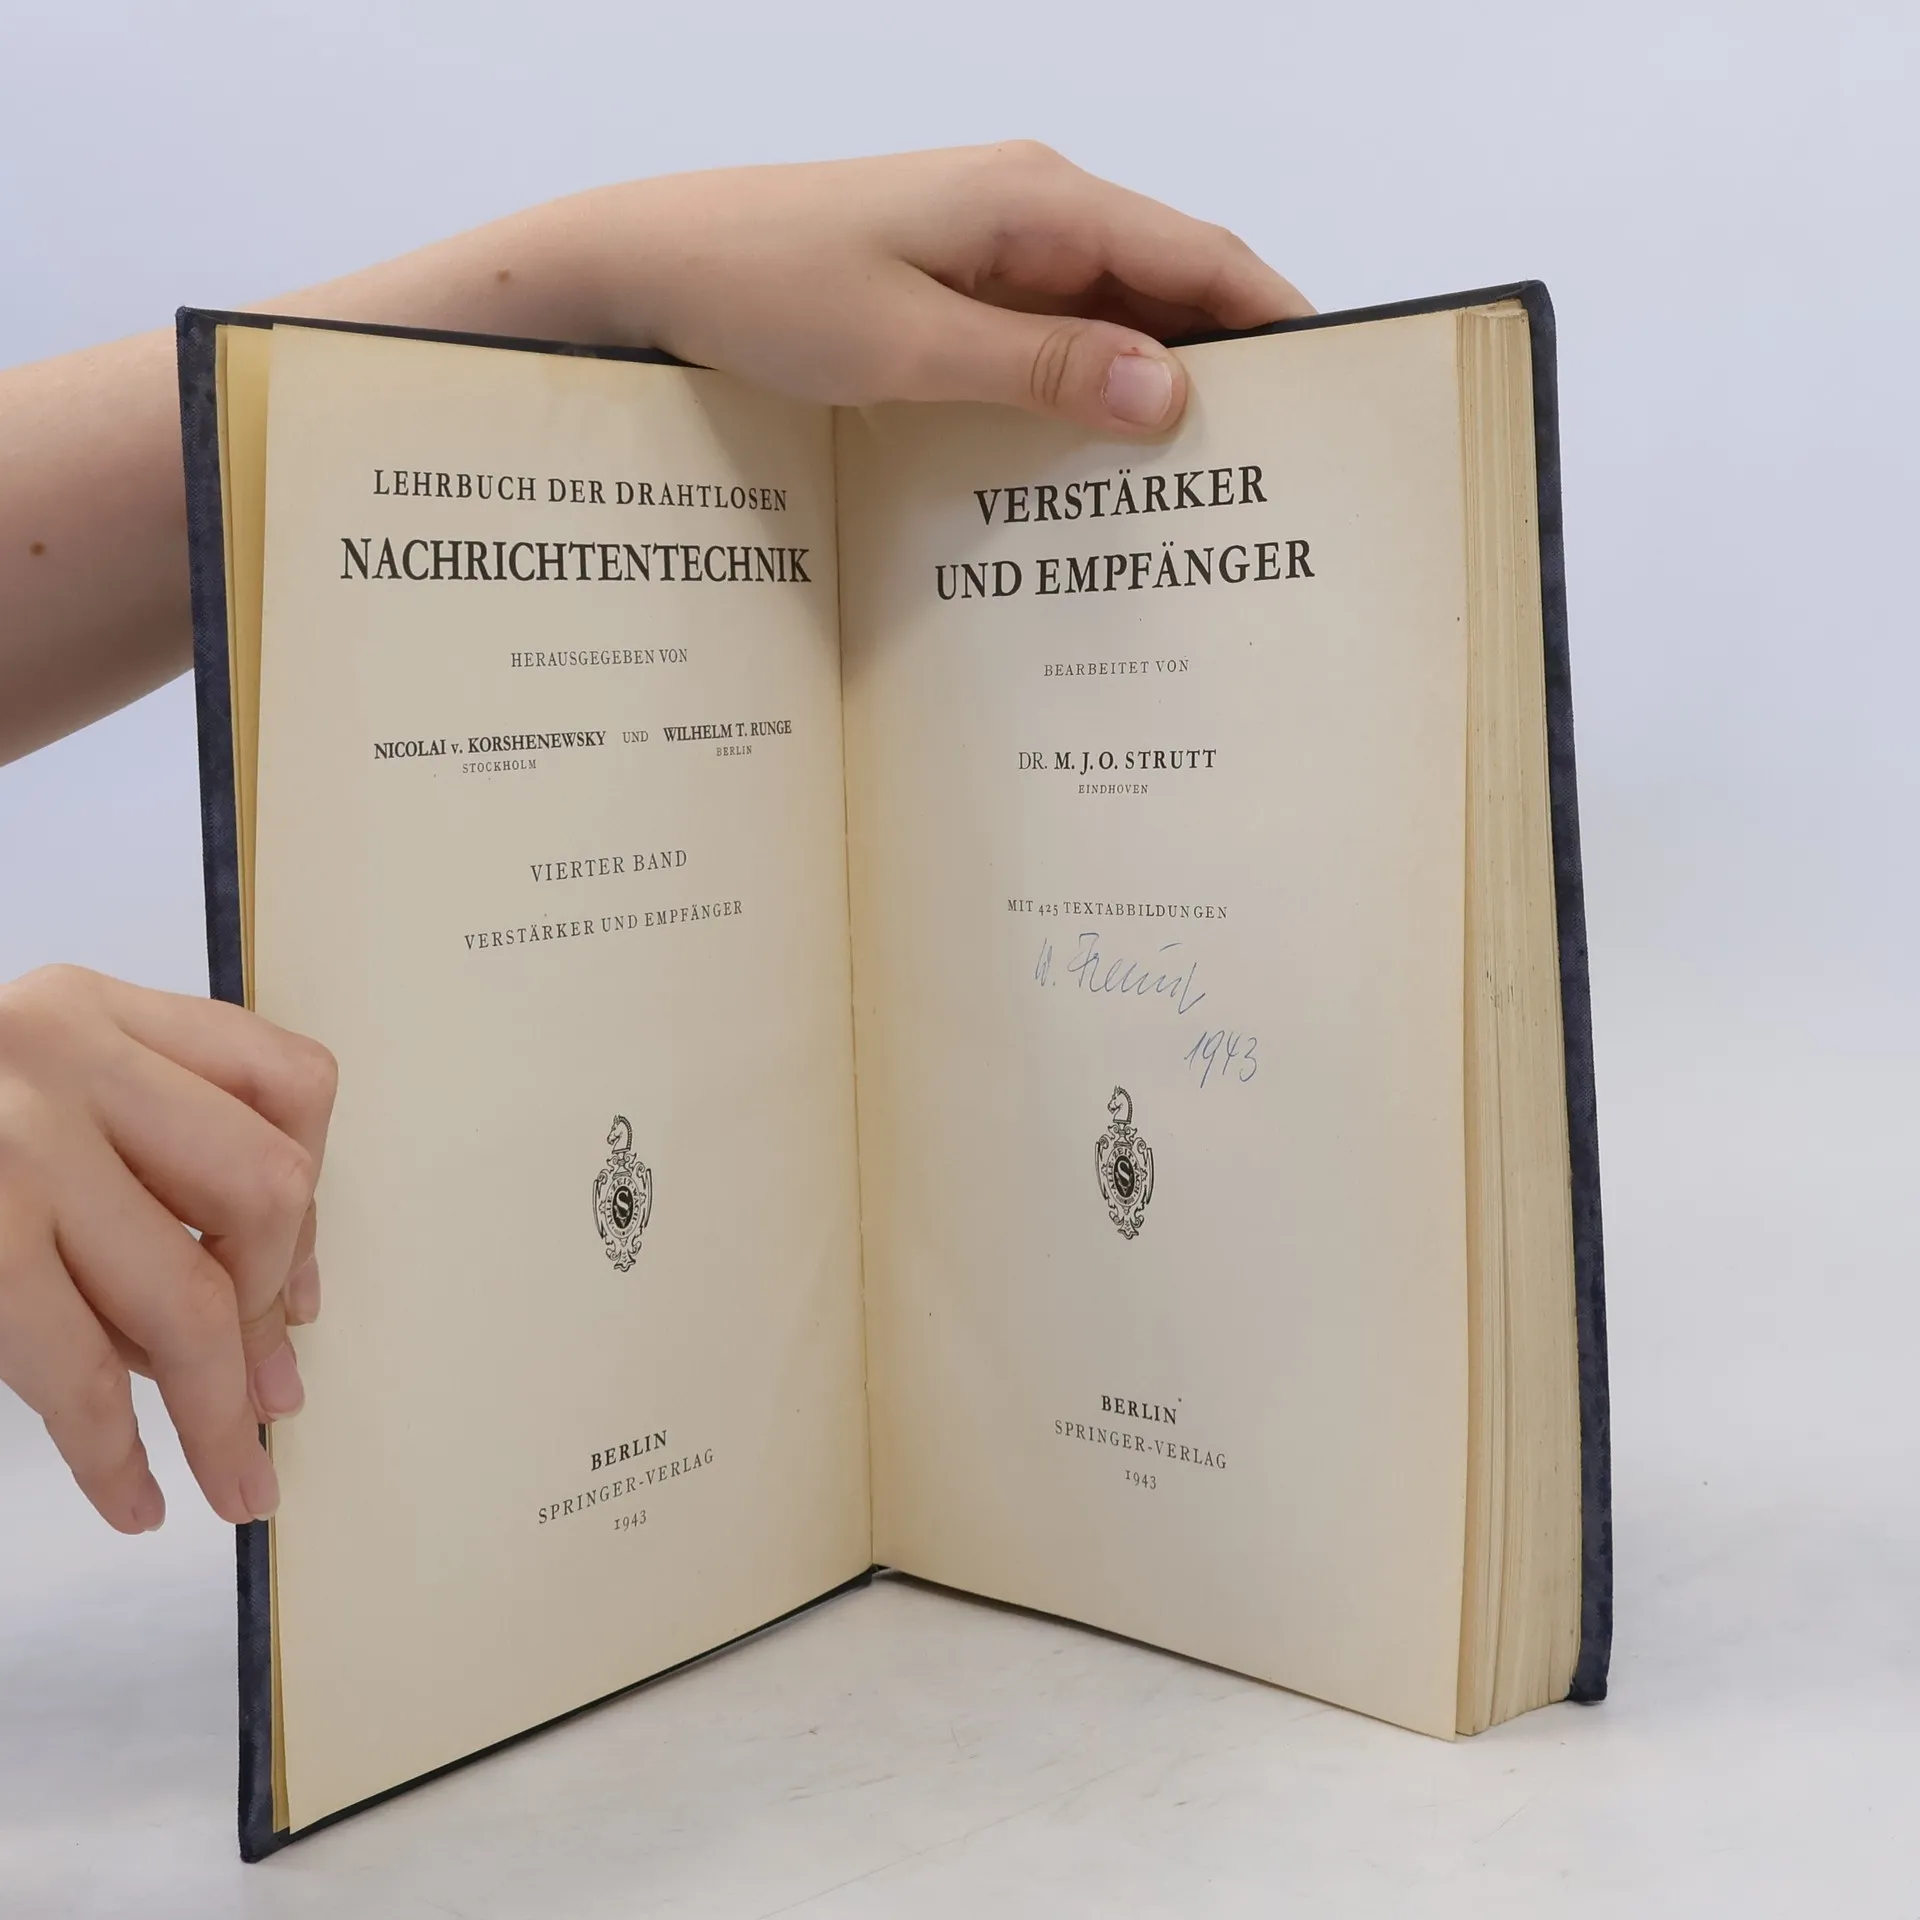 LEHRBUCH DER DRAHTLOSEN
NACHRICHTENTECHNIK
HERAUSGEGEBEN VON
NICOLAI v. KORSHENEWSKY UND WILHELM T. RUNGE
STOCKHOLM BERLIN
VIERTER BAND
VERSTÄRKER UND EMPFÄNGER
S
BERLIN
SPRINGER-VERLAG
1943
VERSTÄRKER
UND EMPFÄNGER
BEARBEITET VON
DR. M. J. O. STRUTT
EINDHOVEN
MIT 425 TEXTABBILDUNGEN
W.
1943
S
BERLIN
SPRINGER-VERLAG
1943